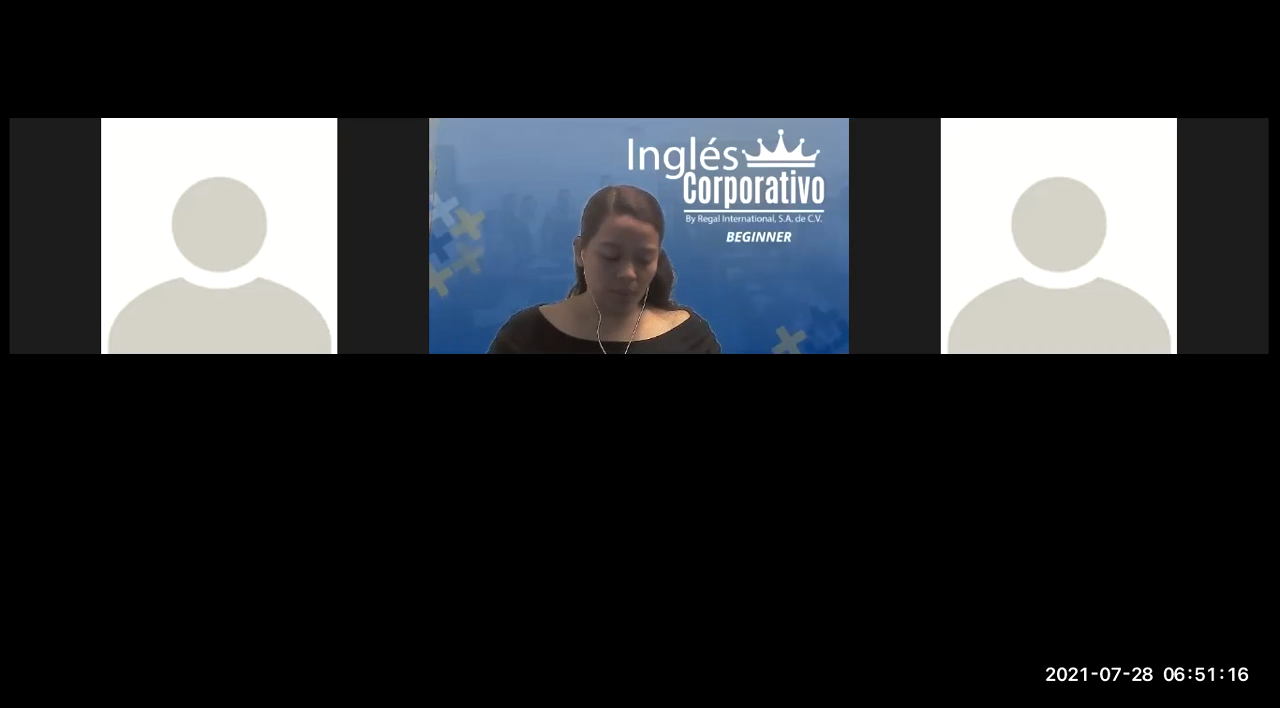 Inglés
Corporativo
By Regal International, S.A. de C.V.
BEGINNER
2021-07-28 06:51:16